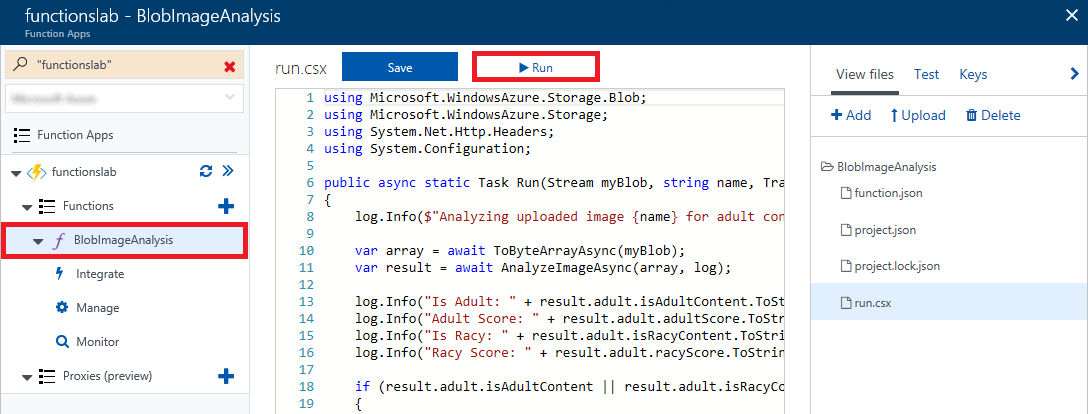 functionslab - BlobImageAnalysis
Function Apps
"functionslab"
Function Apps
functionslab
Functions
BlobImageAnalysis
Integrate
Manage
Monitor
Proxies (preview)
run.csx
Save
Run
1 using Microsoft.WindowsAzure.Storage.Blob;
2 using Microsoft.WindowsAzure.Storage;
3 using System.Net.Http.Headers;
4 using System.Configuration;
5
6 public async static Task Run(Stream myBlob, string name, Tra
7 {
8 log.Info($"Analyzing uploaded image {name} for adult con
9
10 var array = await ToByteArrayAsync(myBlob);
11 var result = await AnalyzeImageAsync(array, log);
12
13 log.Info("Is Adult: " + result.adult.isAdultContent.ToSt
14 log.Info("Adult Score: " + result.adult.adultScore.ToStr
15 log.Info("Is Racy: " + result.adult.isRacyContent.ToStri
16 log.Info("Racy Score: " + result.adult.racyScore.ToStrin
17
18 if (result.adult.isAdultContent || result.adult.isRacyCo
19 {
View files Test Keys
Add Upload Delete
BlobImageAnalysis
function.json
project.json
project.lock.json
run.csx